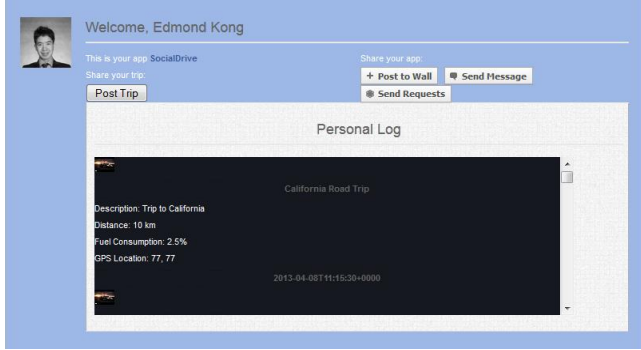 Welcome, Edmond Kong
This is your app SocialDrive
Share your trip:
Post Trip
Share your app:
+ Post to Wall
Send Message
Send Requests
Personal Log
California Road Trip
Description: Trip to California
Distance: 10 km
Fuel Consumption: 2.5%
GPS Location: 77, 77
2013-04-08T11:15:30+0000